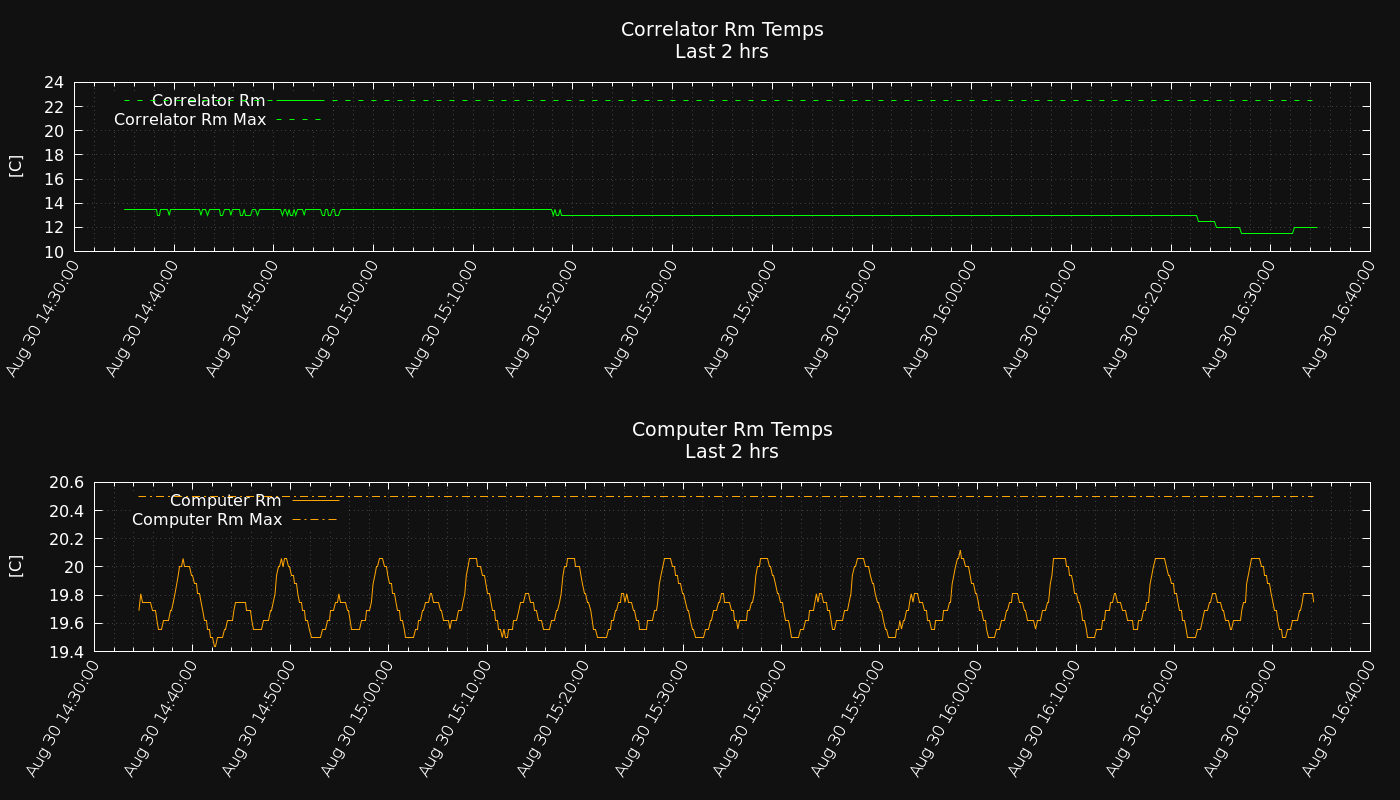 Correlator Rm Temps
Last 2 hrs
24
22
20
18
16
14
12
10
[C]
Correlator Rm
Correlator Rm Max
Aug 30 14:30:00
Aug 30 14:40:00
Aug 30 14:50:00
Aug 30 15:00:00
Aug 30 15:10:00
Aug 30 15:20:00
Aug 30 15:30:00
Aug 30 15:40:00
Aug 30 15:50:00
Aug 30 16:00:00
Aug 30 16:10:00
Aug 30 16:20:00
Aug 30 16:30:00
Aug 30 16:40:00
Computer Rm Temps
Last 2 hrs
20.6
20.4
20.2
20
19.8
19.6
19.4
[C]
Computer Rm
Computer Rm Max
Aug 30 14:30:00
Aug 30 14:40:00
Aug 30 14:50:00
Aug 30 15:00:00
Aug 30 15:10:00
Aug 30 15:20:00
Aug 30 15:30:00
Aug 30 15:40:00
Aug 30 15:50:00
Aug 30 16:00:00
Aug 30 16:10:00
Aug 30 16:20:00
Aug 30 16:30:00
Aug 30 16:40:00